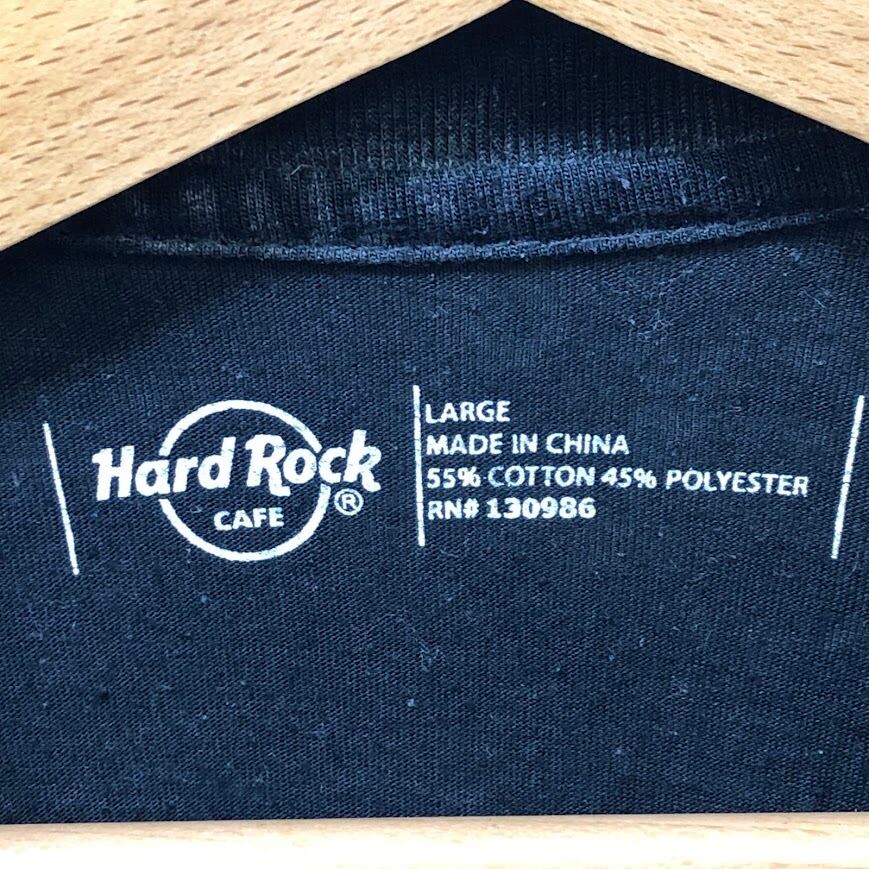 Hard Rock
CAFE
®
LARGE
MADE IN CHINA
55% COTTON 45% POLYESTER
RN# 130986